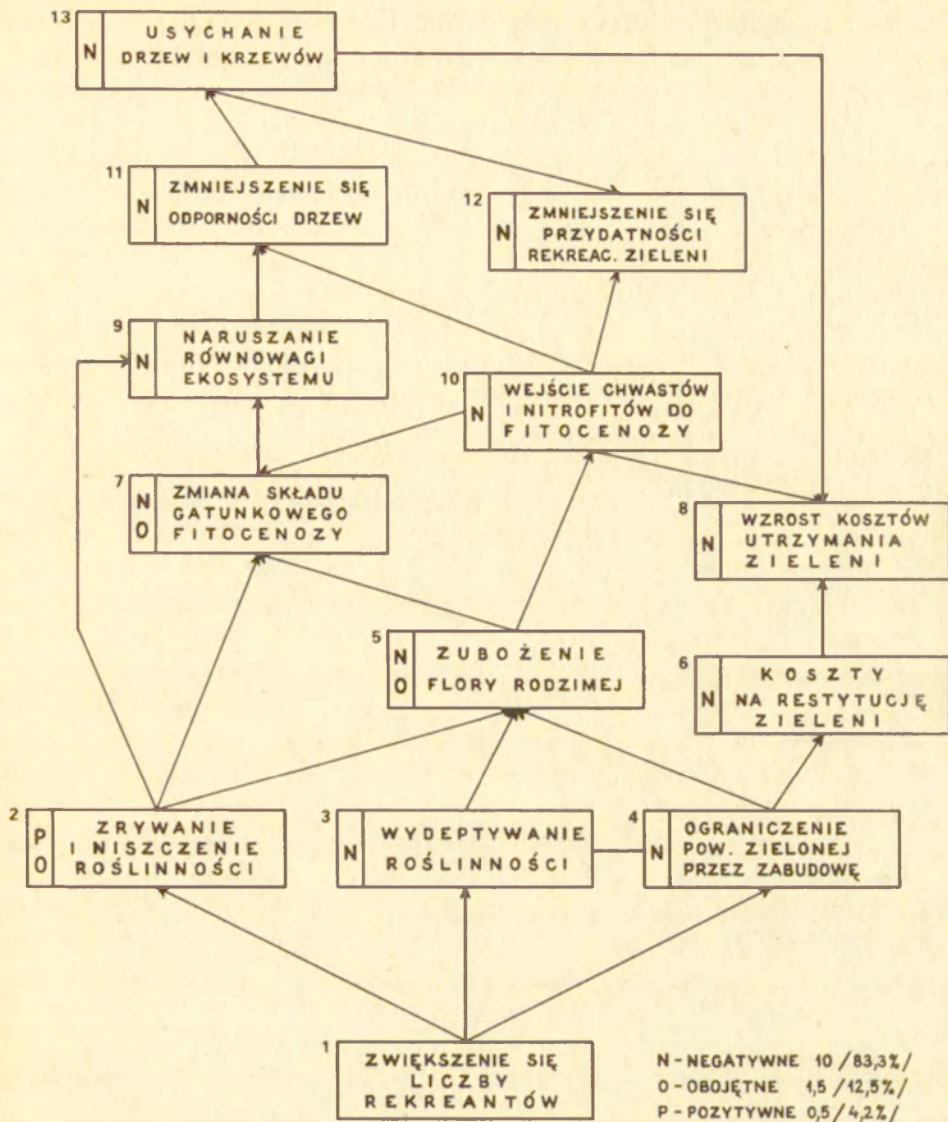 13
N
USYCHANIE
DRZEW I KRZEWÓW
11
N
ZMNIEJSZENIE SIĘ
ODPORNOŚCI DRZEW
12
N
ZMNIEJSZENIE SIĘ
PRZYDATNOŚCI
REKREAC. ZIELENI
9
N
NARUSZANIE
RÓWNOWAGI
EKOSYSTEMU
10
N
WEJŚCIE CHWASTÓW
I NITROFITÓW DO
FITOCENOZY
7
N
O
ZMIANA SKŁADU
GATUNKOWEGO
FITOCENOZY
8
N
WZROST KOSZTÓW
UTRZYMANIA
ZIELENI
5
N
O
ZUBOŻENIE
FLORY RODZIMEJ
6
N
KOSZTY
NA RESTYTUCJĘ
ZIELENI
2
P
O
ZRYWANIE
I NISZCZENIE
ROŚLINNOŚCI
3
N
WYDEPTYWANIE
ROŚLINNOŚCI
4
N
OGRANICZENIE
POW. ZIELONEJ
PRZEZ ZABUDOWĘ
1
ZWIĘKSZENIE SIĘ
LICZBY
REKREANTÓW
N - NEGATYWNE 10 /83,3%/
O - OBOJĘTNE 1,5 /12,5%/
P - POZYTYWNE 0,5 /4,2%/